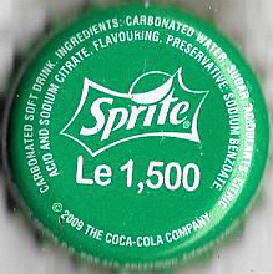 CARBONATED SOFT DRINK. INGREDIENTS: CARBONATED WATER, SUGAR, CITRIC
ACID AND SODIUM CITRATE, FLAVOURING, PRESERVATIVE: SODIUM BENZOATE
Sprite®
Le 1,500
© 2009 THE COCA-COLA COMPANY.